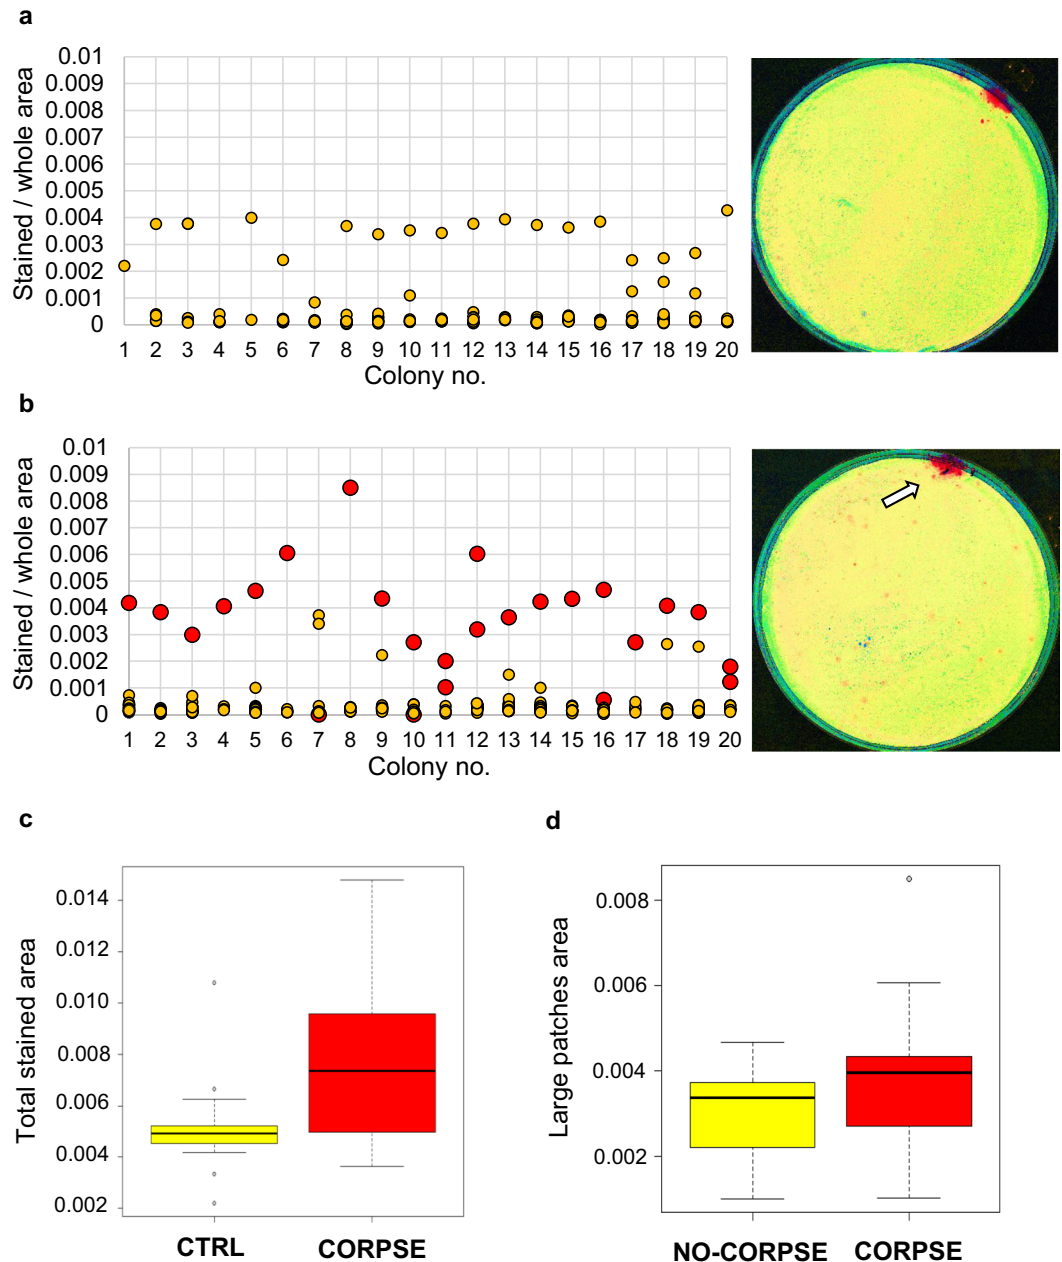 a
Stained / whole area
0.01
0.009
0.008
0.007
0.006
0.005
0.004
0.003
0.002
0.001
0
1 2 3 4 5 6 7 8 9 10 11 12 13 14 15 16 17 18 19 20
Colony no.
b
Stained / whole area
0.01
0.009
0.008
0.007
0.006
0.005
0.004
0.003
0.002
0.001
0
1 2 3 4 5 6 7 8 9 10 11 12 13 14 15 16 17 18 19 20
Colony no.
c
Total stained area
0.014
0.012
0.010
0.008
0.006
0.004
0.002
CTRL CORPSE
d
Large patches area
0.008
0.006
0.004
0.002
NO-CORPSE CORPSE